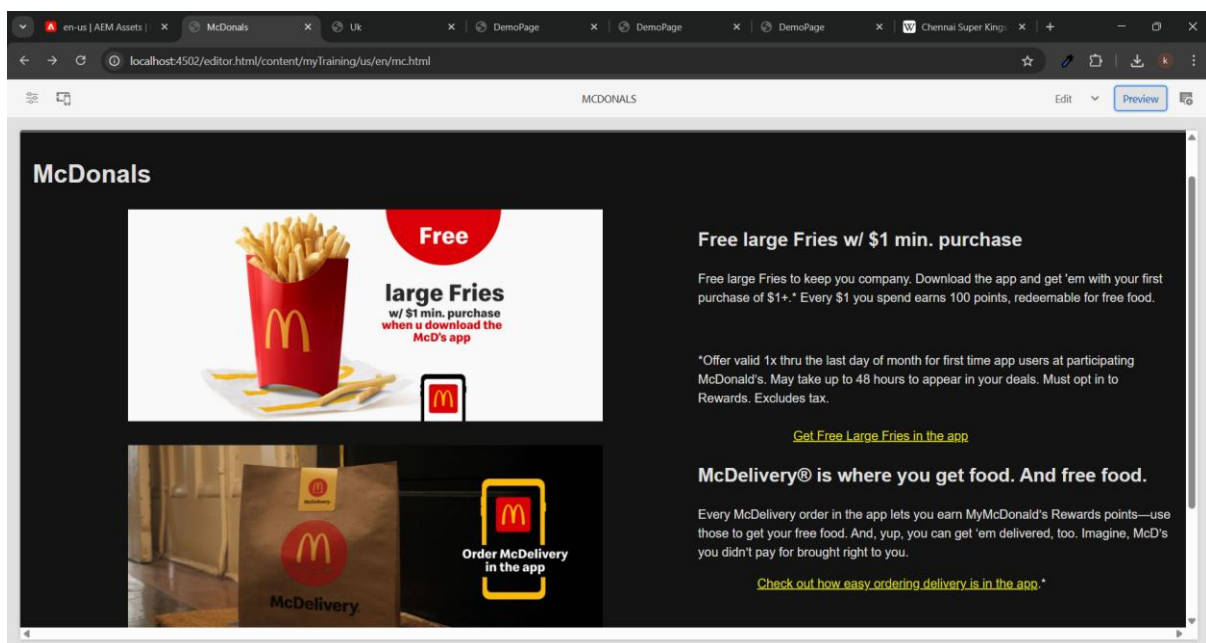 en-us | AEM Assets |
McDonals
Uk
DemoPage
DemoPage
DemoPage
Chennai Super Kings
localhost:4502/editor.html/content/myTraining/us/en/mc.html
k
MCDONALS
Edit
Preview
McDonals
Free
large Fries
w/ $1 min. purchase
when u download the
McD's app
Free large Fries w/ $1 min. purchase
Free large Fries to keep you company. Download the app and get 'em with your first
purchase of $1+.* Every $1 you spend earns 100 points, redeemable for free food.
*Offer valid 1x thru the last day of month for first time app users at participating
McDonald's. May take up to 48 hours to appear in your deals. Must opt in to
Rewards. Excludes tax.
Get Free Large Fries in the app
McDelivery
McDelivery.
Order McDelivery
in the app
McDelivery® is where you get food. And free food.
Every McDelivery order in the app lets you earn MyMcDonald's Rewards points—use
those to get your free food. And, yup, you can get 'em delivered, too. Imagine, McD's
you didn't pay for brought right to you.
Check out how easy ordering delivery is in the app.*